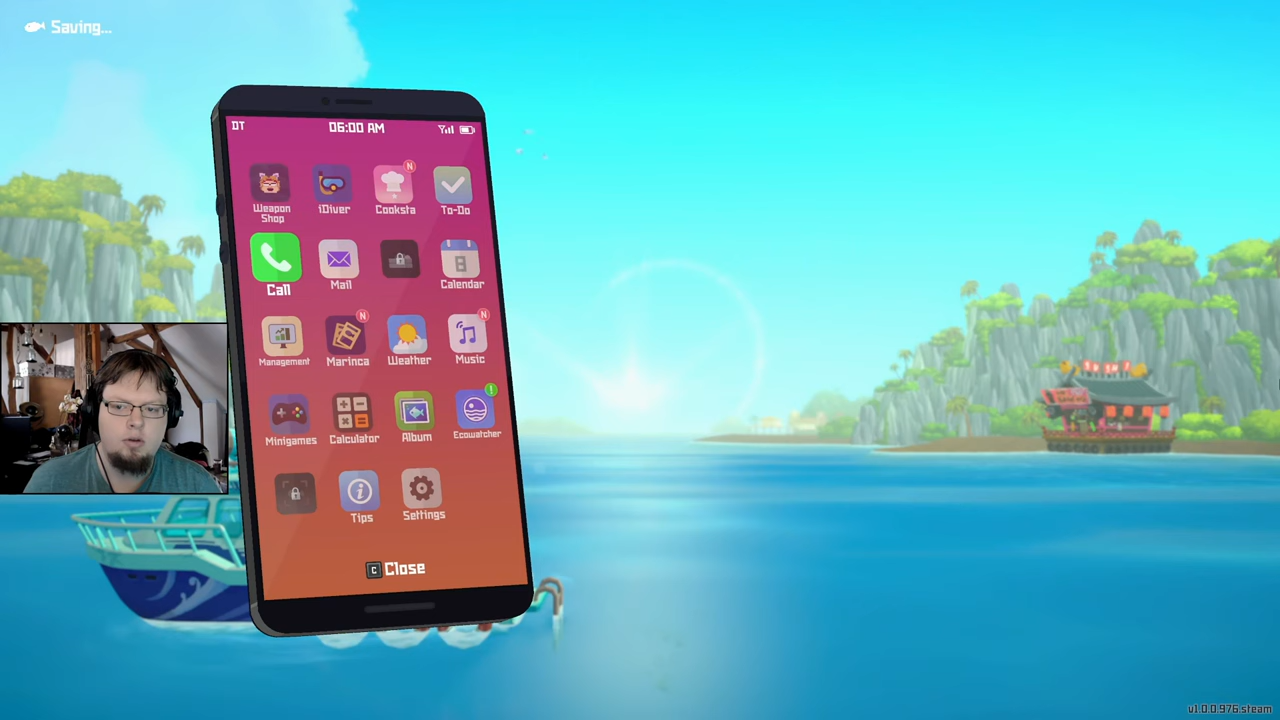 Saving...
DT
06:00 AM
Weapon
Shop
iDiver
N
Cooksta
To-Do
Call
Mail
Calendar
Management
N
Marinca
Weather
N
Music
Minigames
Calculator
Album
!
Ecowatcher
Tips
Settings
C Close
v1.0.0.976.steam